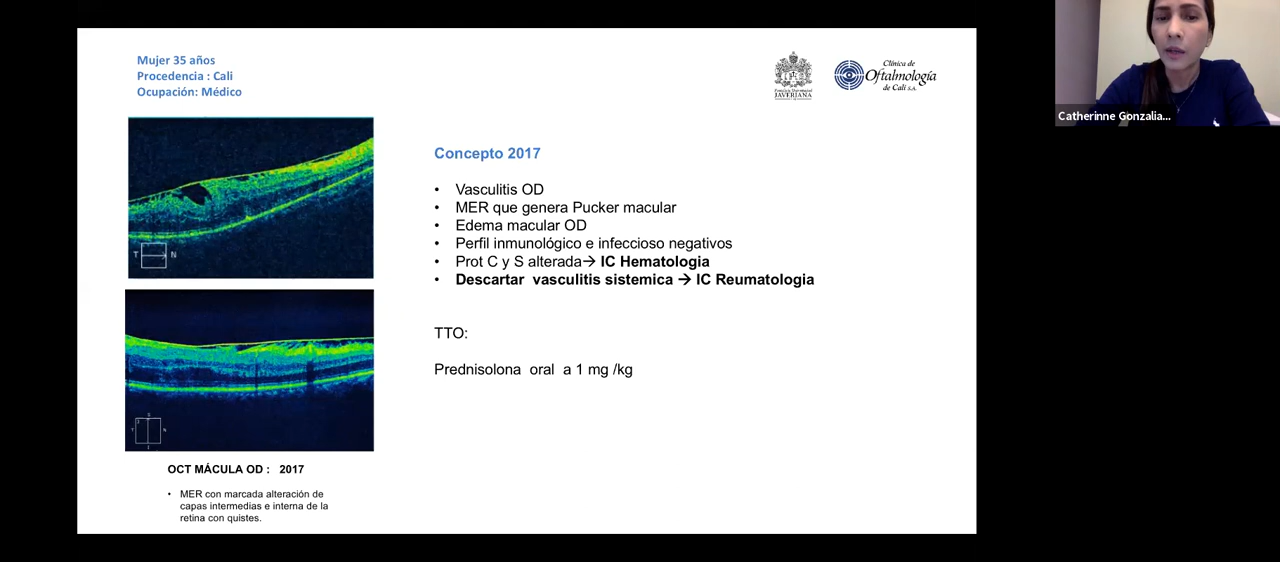 Mujer 35 años
Procedencia : Cali
Ocupación: Médico
JAVERIANA
Clínica de
Oftalmología
de Cali S.A.
Catherinne Gonzalia...
Concepto 2017
• Vasculitis OD
• MER que genera Pucker macular
• Edema macular OD
• Perfil inmunológico e infeccioso negativos
• Prot C y S alterada→ IC Hematologia
• Descartar vasculitis sistemica → IC Reumatologia
TTO:
Prednisolona oral a 1 mg /kg
T N
S
T N
I
OCT MÁCULA OD : 2017
• MER con marcada alteración de
capas intermedias e interna de la
retina con quistes.